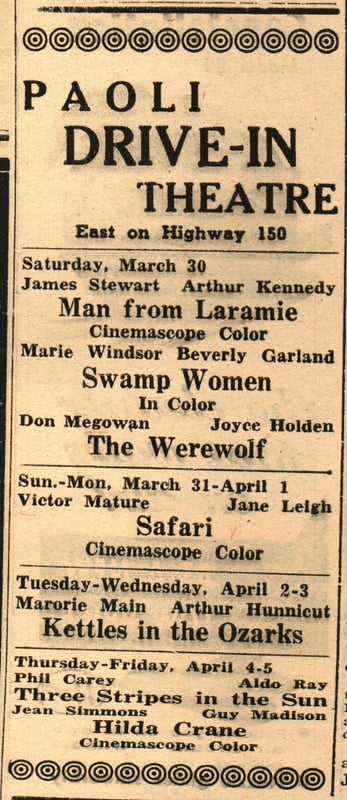 PAOLI
DRIVE-IN
THEATRE
East on Highway 150
Saturday, March 30
James Stewart Arthur Kennedy
Man from Laramie
Cinemascope Color
Marie Windsor Beverly Garland
Swamp Women
In Color
Don Megowan Joyce Holden
The Werewolf
Sun.-Mon, March 31-April 1
Victor Mature Jane Leigh
Safari
Cinemascope Color
Tuesday-Wednesday, April 2-3
Marorie Main Arthur Hunnicut
Kettles in the Ozarks
Thursday-Friday, April 4-5
Phil Carey Aldo Ray
Three Stripes in the Sun
Jean Simmons Guy Madison
Hilda Crane
Cinemascope Color